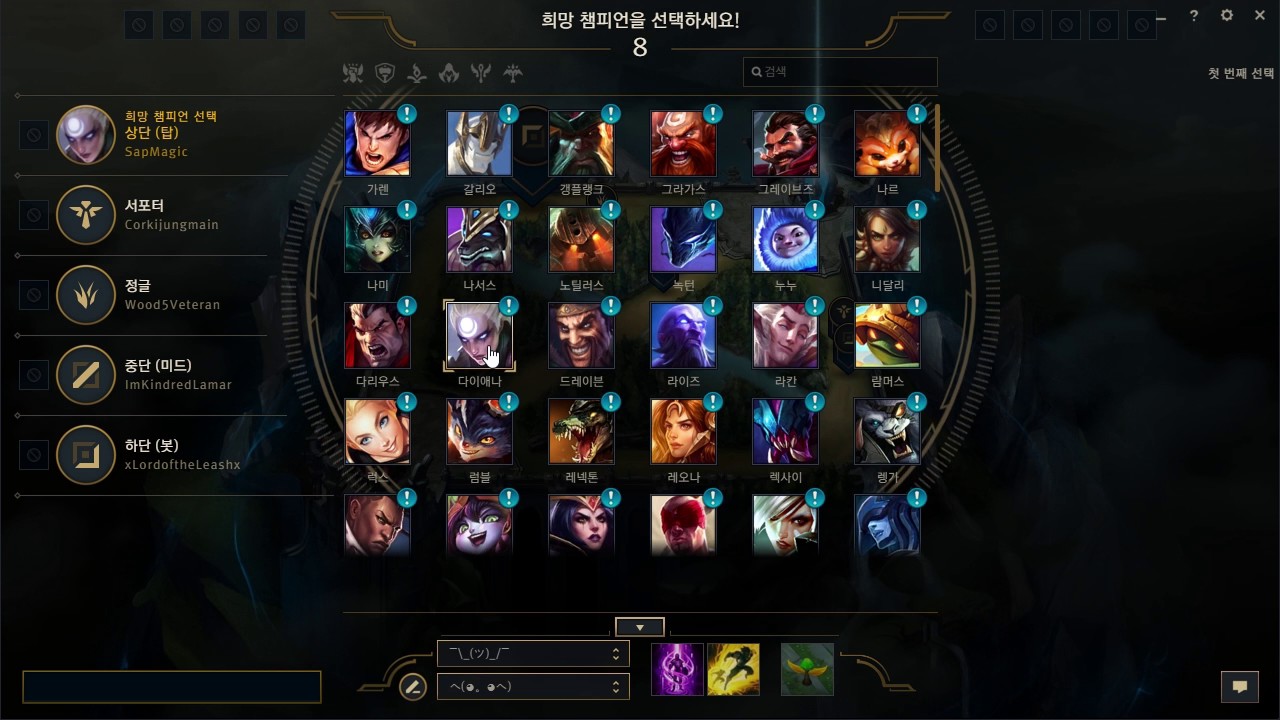 희망 챔피언을 선택하세요!
8
?
검색
첫 번째 선택
희망 챔피언 선택
상단 (탑)
SapMagic
서포터
Corkijungmain
정글
Wood5Veteran
중단 (미드)
ImKindredLamar
하단 (봇)
xLordoftheLeashx
가렌 갈리오 갱플랭크 그라가스 그레이브즈 나르
나미 나서스 노틸러스 녹턴 누누 니달리
다리우스 다이애나 드레이븐 라이즈 라칸 람머스
럭스 럼블 레넥톤 레오나 렉사이 렝가
¯\_(ツ)_/¯
ヘ(◕。◕ヘ)